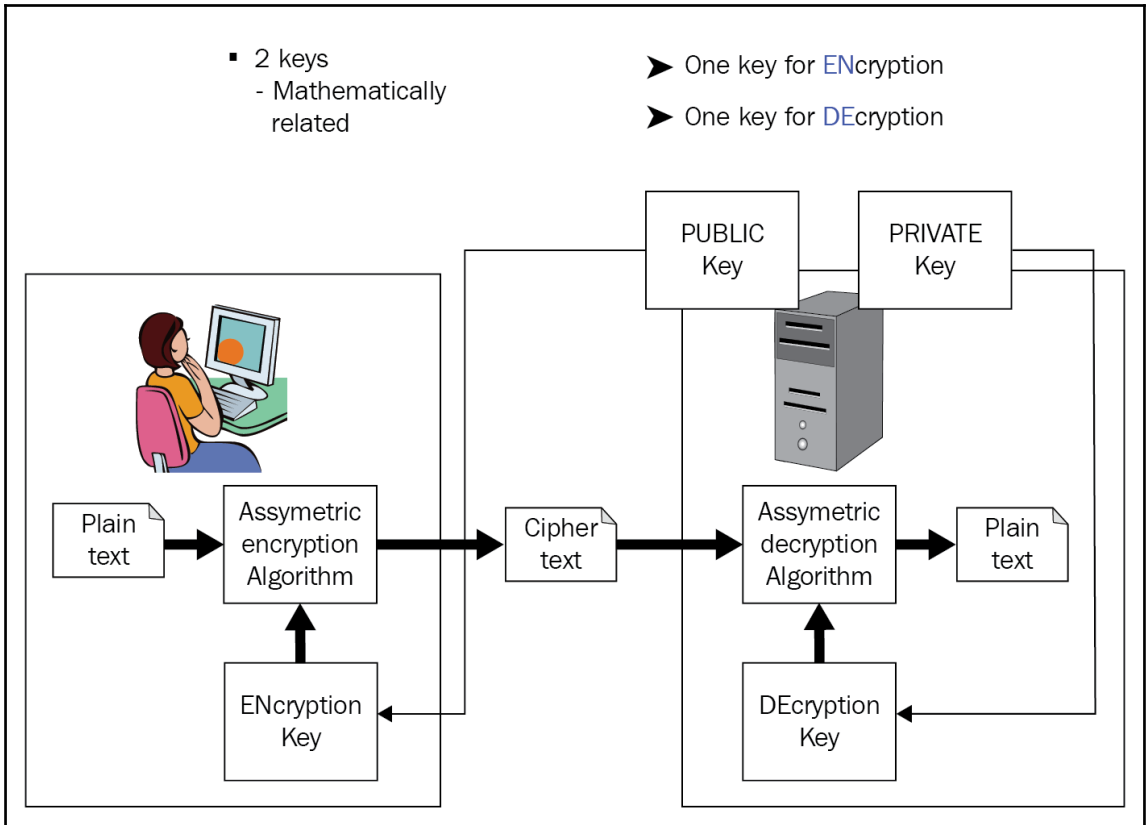 ▪ 2 keys
- Mathematically
related
➤ One key for ENcryption
➤ One key for DEcryption
PUBLIC
Key
PRIVATE
Key
Plain
text
Assymetric
encryption
Algorithm
Cipher
text
Assymetric
decryption
Algorithm
Plain
text
ENcryption
Key
DEcryption
Key